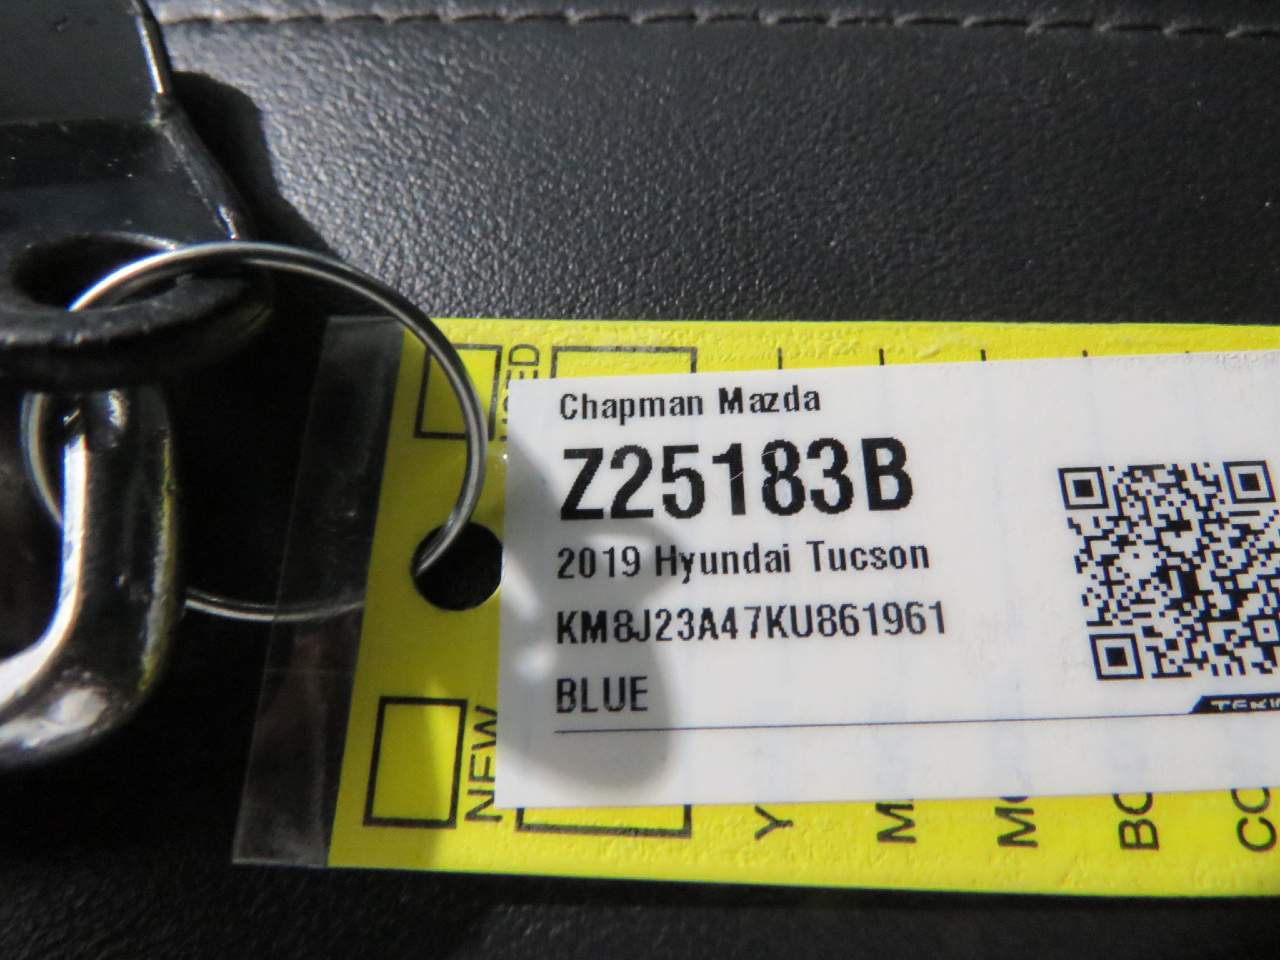 Chapman Mazda
Z25183B
2019 Hyundai Tucson
KM8J23A47KU861961
BLUE
NEW
Y